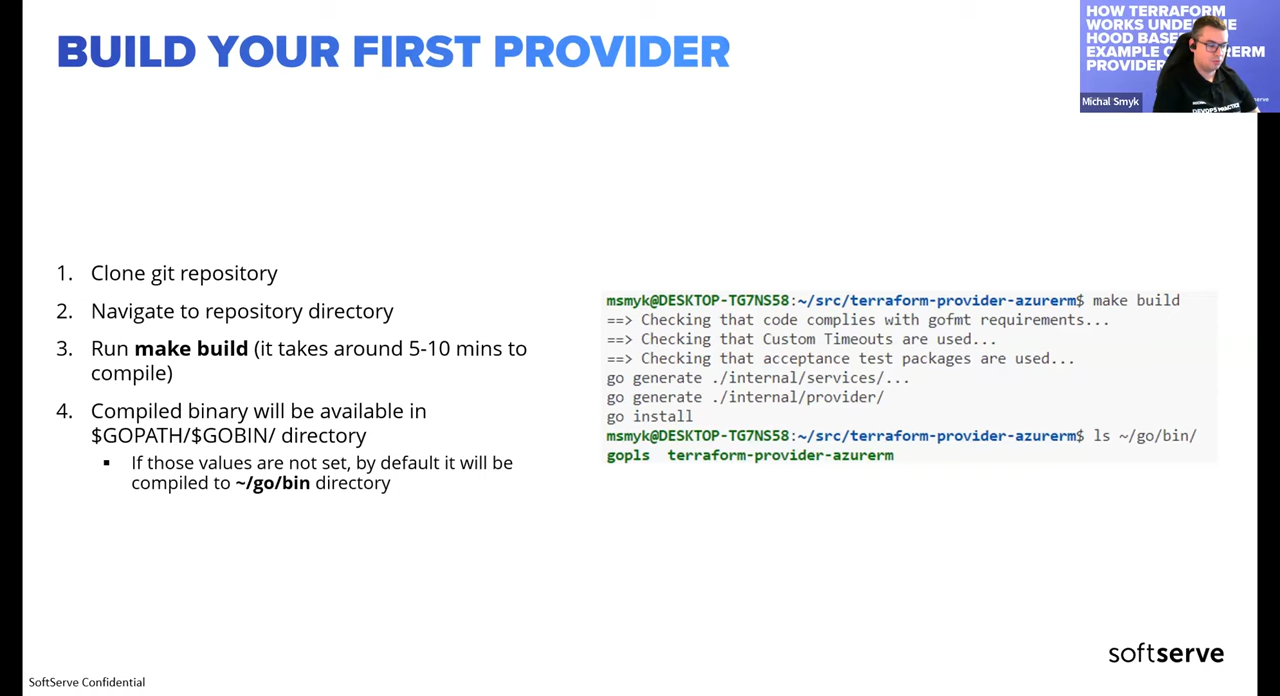 BUILD YOUR FIRST PROVIDER
HOW TERRAFORM
WORKS UNDE
HOOD BASE
EXAMPLE
ERM
PROVIDER
Michal Smyk
DEVOPS PRACTICE
1. Clone git repository
2. Navigate to repository directory
3. Run make build (it takes around 5-10 mins to
compile)
4. Compiled binary will be available in
$GOPATH/$GOBIN/ directory
▪ If those values are not set, by default it will be
compiled to ~/go/bin directory
msmyk@DESKTOP-TG7NS58:~/src/terraform-provider-azurerm$ make build
==> Checking that code complies with gofmt requirements...
==> Checking that Custom Timeouts are used...
==> Checking that acceptance test packages are used...
go generate ./internal/services/...
go generate ./internal/provider/
go install
msmyk@DESKTOP-TG7NS58:~/src/terraform-provider-azurerm$ ls ~/go/bin/
gopls terraform-provider-azurerm
softserve
SoftServe Confidential